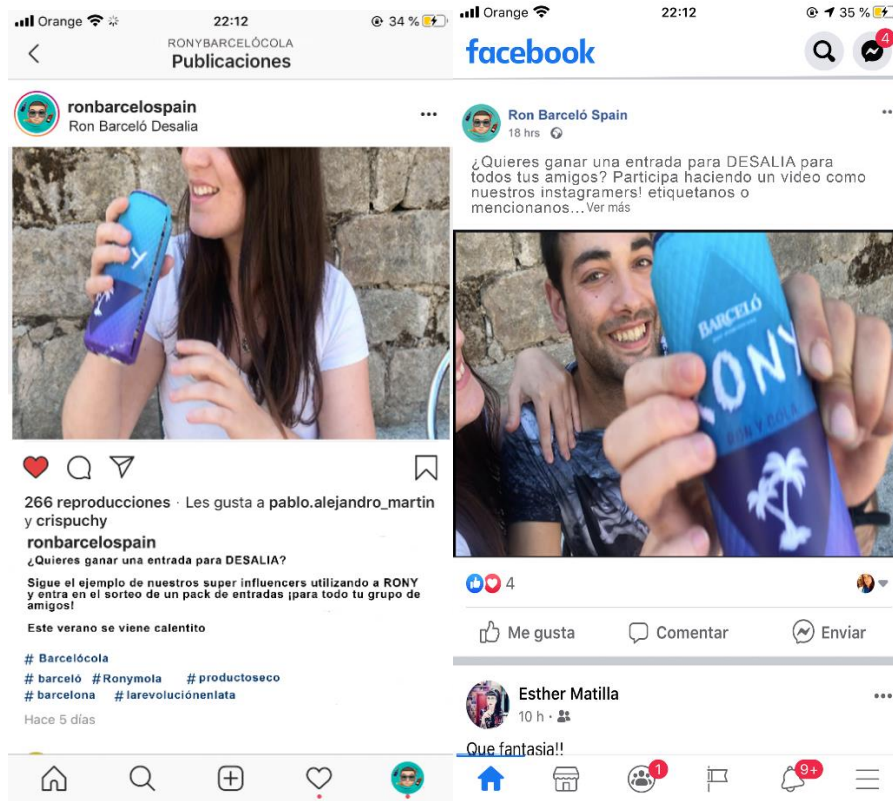 Orange 22:12 34 %
RONYBARCELÓCOLA
Publicaciones
ronbarcelospain
Ron Barceló Desalia
Y
266 reproducciones · Les gusta a pablo.alejandro_martin
y crispuchy
ronbarcelospain
¿Quieres ganar una entrada para DESALIA?
Sigue el ejemplo de nuestros super influencers utilizando a RONY
y entra en el sorteo de un pack de entradas ¡para todo tu grupo de
amigos!
Este verano se viene calentito
# Barcelócola
# barceló #Ronymola # productoseco
# barcelona # larevoluciónenlata
Hace 5 días
Orange 22:12 35 %
facebook
4
Ron Barceló Spain
18 hrs
¿Quieres ganar una entrada para DESALIA para
todos tus amigos? Participa haciendo un video como
nuestros instagramers! etiquetanos o
mencionanos... Ver más
BARCELÓ
RONY
RON Y COLA
4
Me gusta Comentar Enviar
Esther Matilla
10 h ·
Que fantasia!!
1 9+